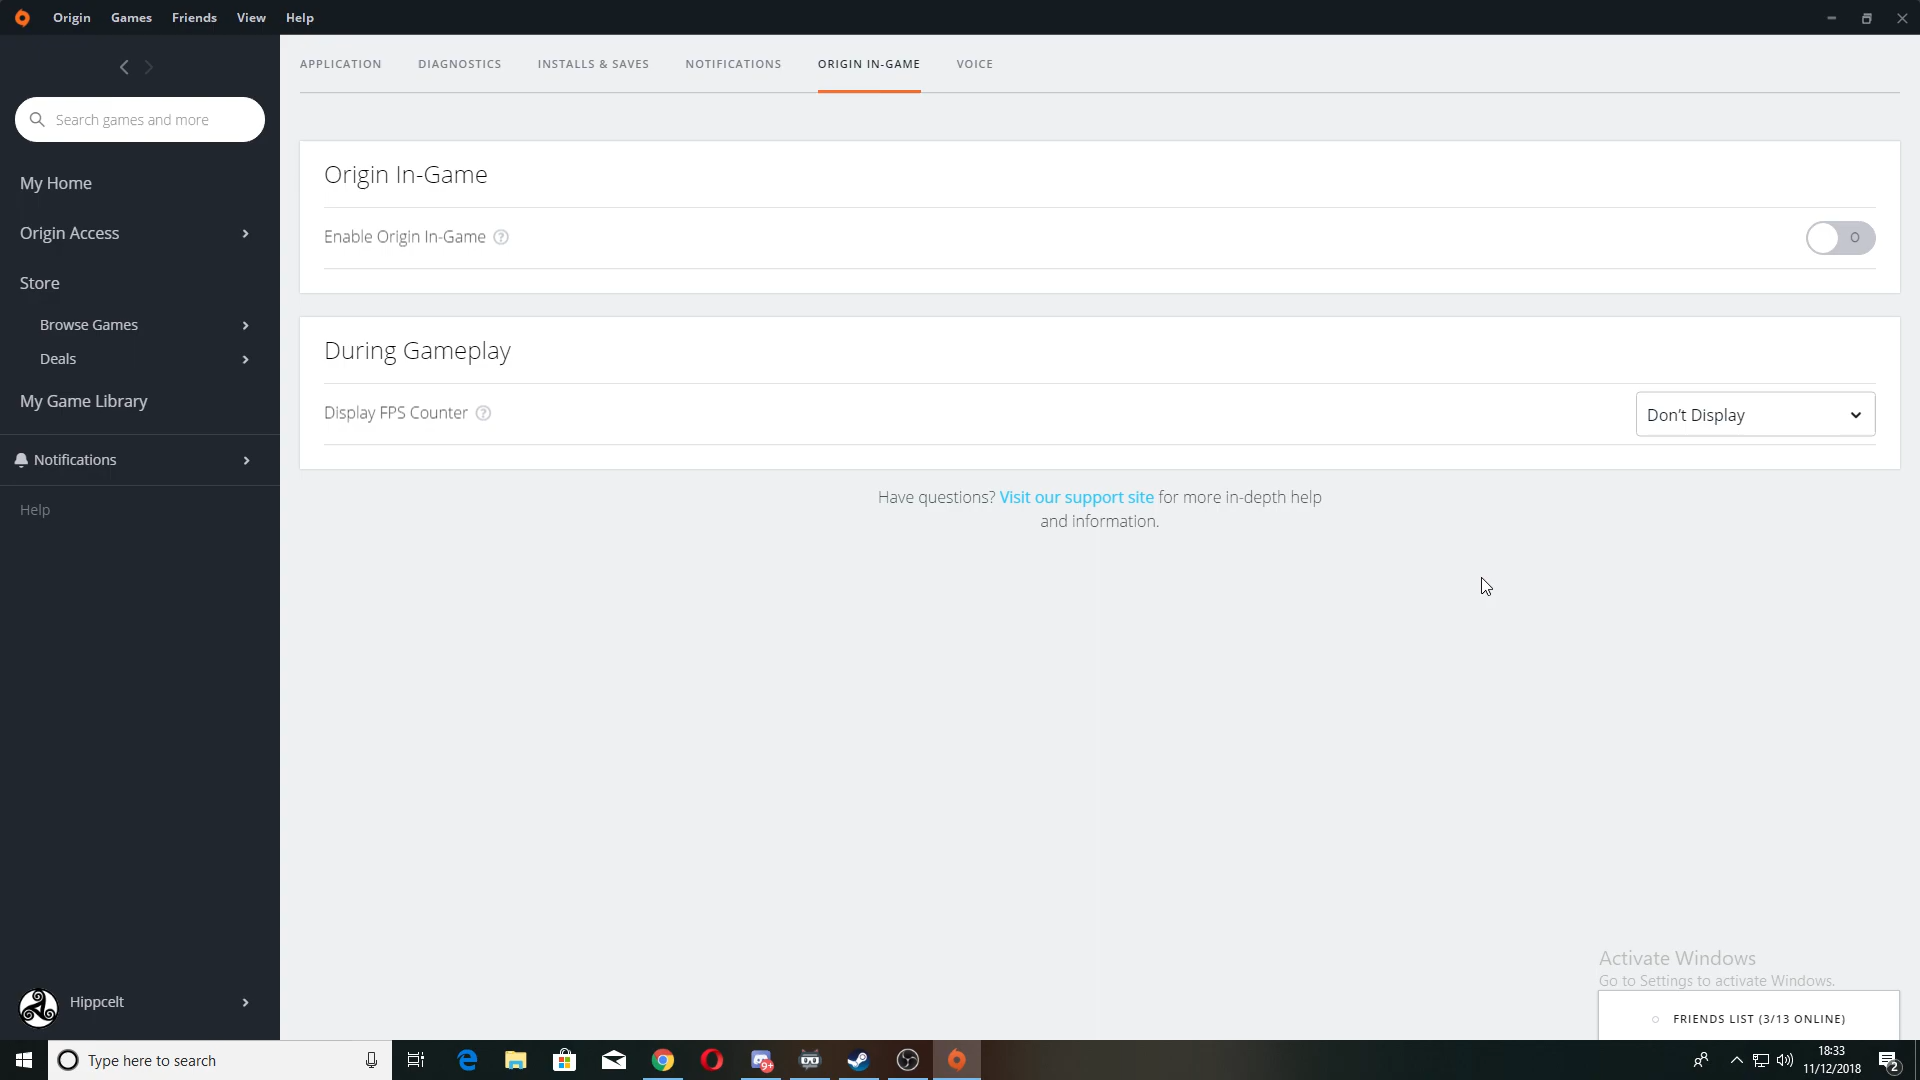 Origin Games Friends View Help
Search games and more
My Home
Origin Access
Store
Browse Games
Deals
My Game Library
Notifications
Help
Hippcelt
APPLICATION DIAGNOSTICS INSTALLS & SAVES NOTIFICATIONS ORIGIN IN-GAME VOICE
Origin In-Game
Enable Origin In-Game ?
O
During Gameplay
Display FPS Counter ?
Don't Display
Have questions? Visit our support site for more in-depth help
and information.
Activate Windows
Go to Settings to activate Windows.
FRIENDS LIST (3/13 ONLINE)
Type here to search
9+
18:33
11/12/2018
2